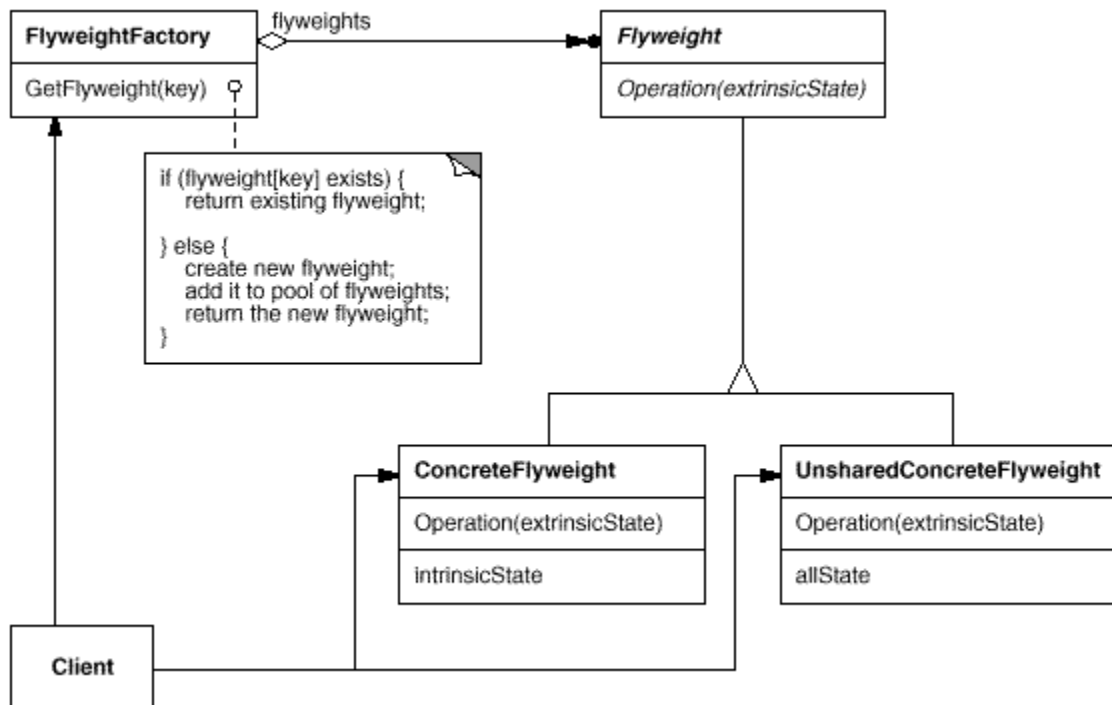 FlyweightFactory
flyweights
Flyweight
GetFlyweight(key)
Operation(extrinsicState)
if (flyweight[key] exists) {
return existing flyweight;
} else {
create new flyweight;
add it to pool of flyweights;
return the new flyweight;
}
ConcreteFlyweight
Operation(extrinsicState)
intrinsicState
UnsharedConcreteFlyweight
Operation(extrinsicState)
allState
Client